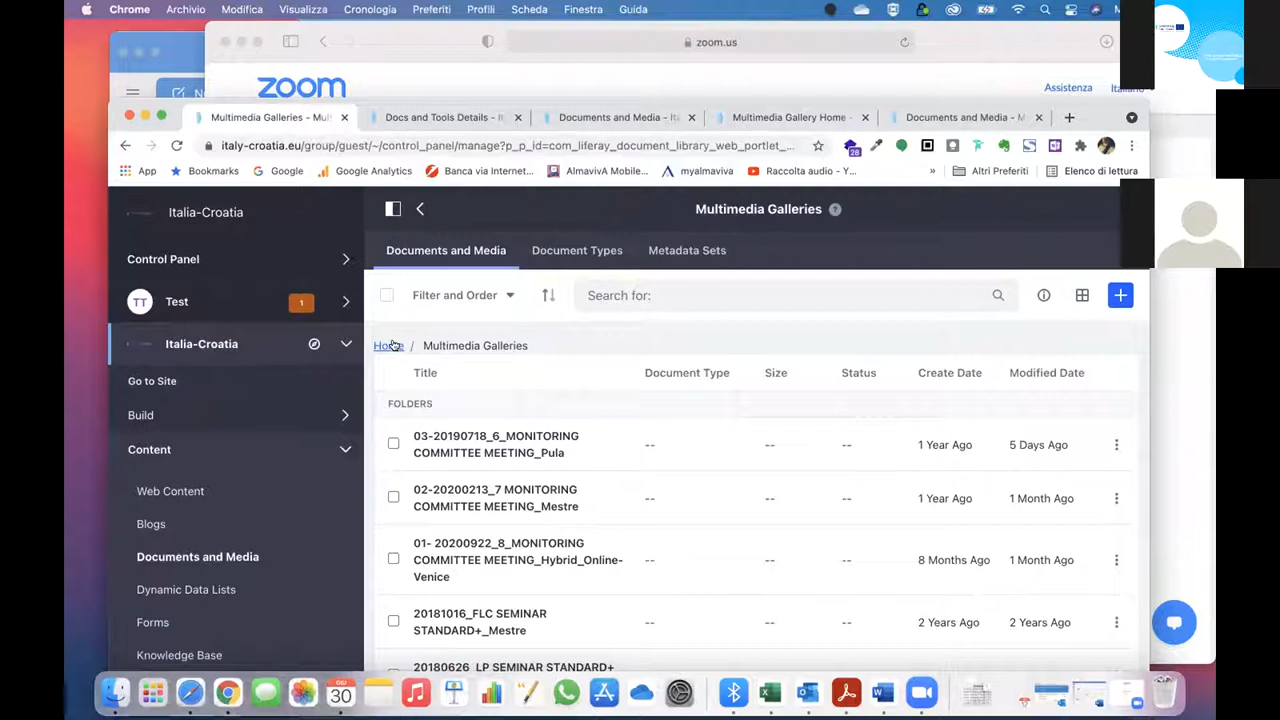 Chrome Archivio Modifica Visualizza Cronologia Preferiti Profili Scheda Finestra Guida
zoom.us
zoom
Assistenza
Multimedia Galleries - Mul
Docs and Tools Details - It
Documents and Media - Ita
Multimedia Gallery Home -
Documents and Media - M
italy-croatia.eu/group/guest/~/control_panel/manage?p_p_id=com_liferay_document_library_web_portlet_...
28
App Bookmarks Google Google Analytics Banca via Internet... AlmavivA Mobile... myalmaviva Raccolta audio - Y... » Altri Preferiti Elenco di lettura
Italia-Croatia
Multimedia Galleries ?
Control Panel
Documents and Media Document Types Metadata Sets
TT Test 1
Filter and Order Search for:
Italia-Croatia
Home / Multimedia Galleries
Go to Site
Title Document Type Size Status Create Date Modified Date
Build
FOLDERS
Content
03-20190718_6_MONITORING
COMMITTEE MEETING_Pula -- -- -- 1 Year Ago 5 Days Ago
Web Content
02-20200213_7 MONITORING
COMMITTEE MEETING_Mestre -- -- -- 1 Year Ago 1 Month Ago
Blogs
Documents and Media
01- 20200922_8_MONITORING
COMMITTEE MEETING_Hybrid_Online-
Venice -- -- -- 8 Months Ago 1 Month Ago
Dynamic Data Lists
Forms
20181016_FLC SEMINAR
STANDARD+_Mestre -- -- -- 2 Years Ago 2 Years Ago
Knowledge Base
20180626_LP SEMINAR STANDARD+
30